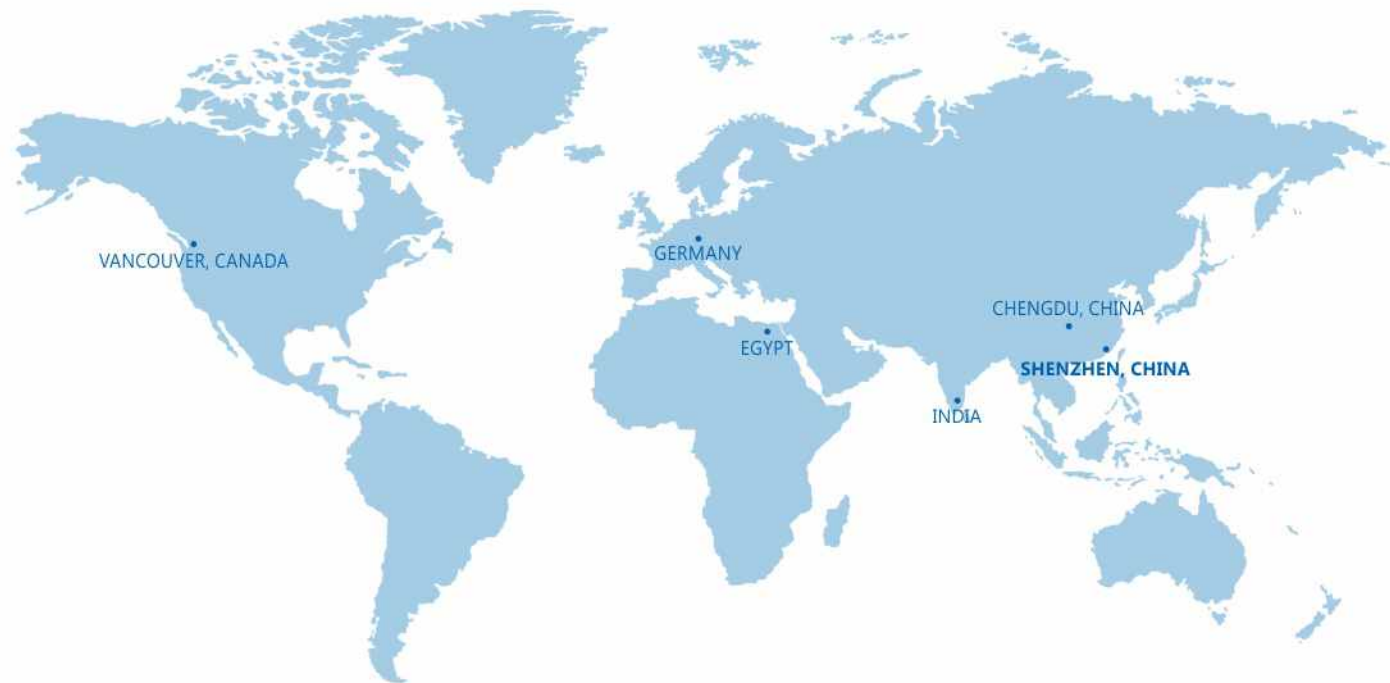 VANCOUVER, CANADA
GERMANY
CHENGDU, CHINA
EGYPT
SHENZHEN, CHINA
INDIA